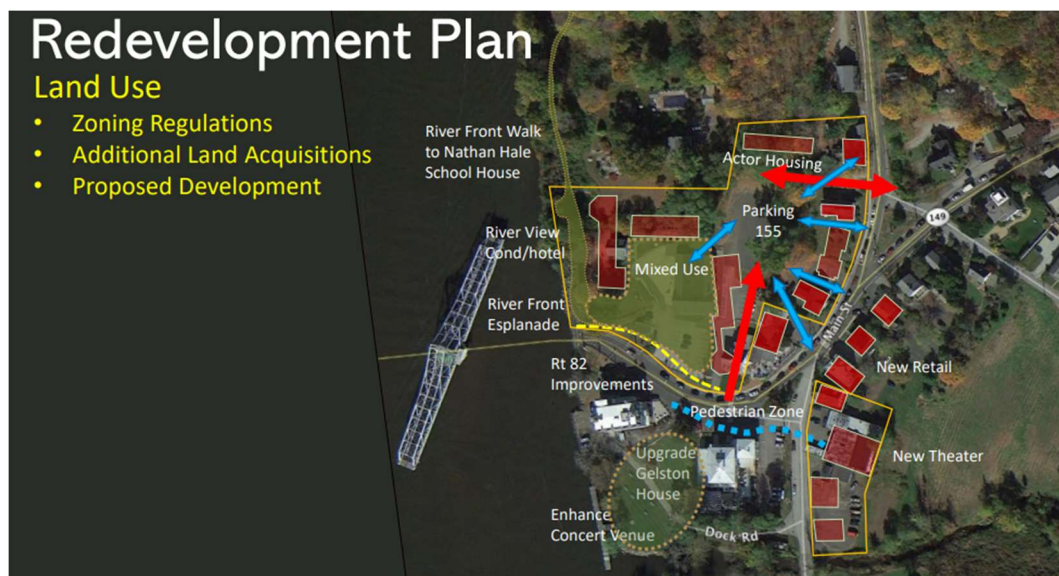 Redevelopment Plan
Land Use
• Zoning Regulations
• Additional Land Acquisitions
• Proposed Development
River Front Walk
to Nathan Hale
School House
Actor Housing
149
Parking
155
River View
Cond/hotel
Mixed Use
River Front
Esplanade
Main St
Rt 82
Improvements
New Retail
Pedestrian Zone
Upgrade
Gelston
House
New Theater
Enhance
Concert Venue
Dock Rd